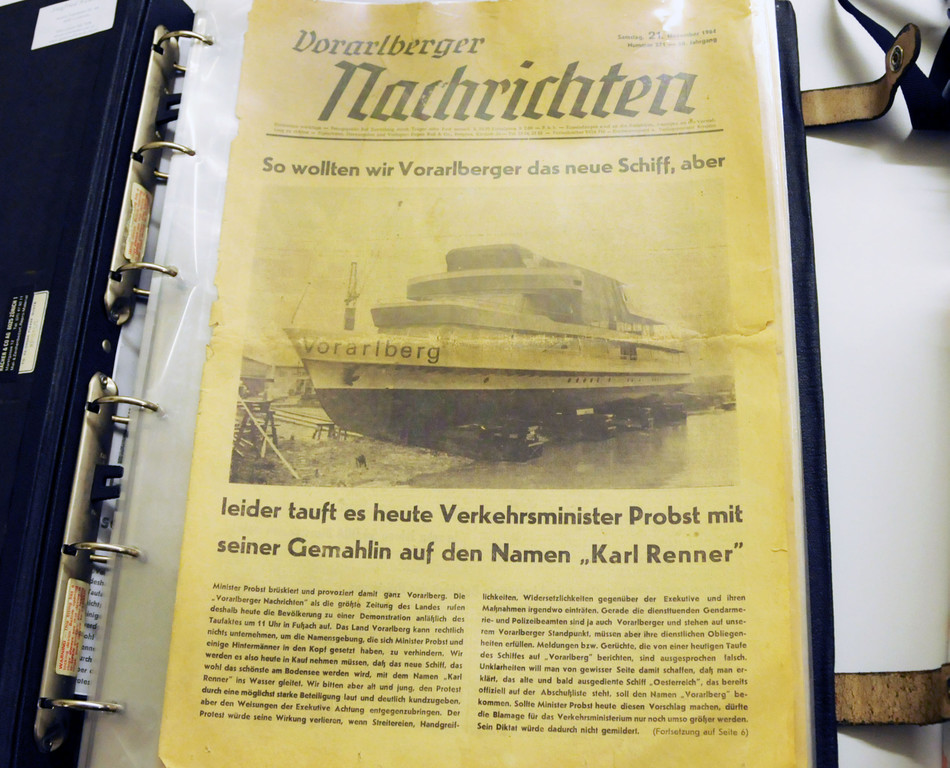 Vorarlberger
Nachrichten
Samstag, 21. November 1964
So wollten wir Vorarlberger das neue Schiff, aber
Vorarlberg
leider tauft es heute Verkehrsminister Probst mit
seiner Gemahlin auf den Namen „Karl Renner”
Minister Probst brüskiert und provoziert damit ganz Vorarlberg. Die
„Vorarlberger Nachrichten” als die größte Zeitung des Landes rufen
deshalb heute die Bevölkerung zu einer Demonstration anläßlich des
Taufaktes um 11 Uhr in Fußach auf. Das Land Vorarlberg kann rechtlich
nichts unternehmen, um die Namensgebung, die sich Minister Probst und
einige Hintermänner in den Kopf gesetzt haben, zu verhindern. Wir
werden es also heute in Kauf nehmen müssen, daß das neue Schiff, das
wohl das schönste am Bodensee werden wird, mit dem Namen „Karl
Renner” ins Wasser gleitet. Wir bitten aber alt und jung, den Protest
durch eine möglichst starke Beteiligung laut und deutlich kundzugeben,
aber den Weisungen der Exekutive Achtung entgegenzubringen. Der
Protest würde seine Wirkung verlieren, wenn Streitereien, Handgreif-
lichkeiten, Widersetzlichkeiten gegenüber der Exekutive und ihren
Maßnahmen irgendwo einträten. Gerade die diensttuenden Gendarme-
rie- und Polizeibeamten sind ja auch Vorarlberger und stehen auf unse-
rem Vorarlberger Standpunkt, müssen aber ihre dienstlichen Obliegen-
heiten erfüllen. Meldungen bzw. Gerüchte, die von einer heutigen Taufe
des Schiffes auf „Vorarlberg” berichten, sind ausgesprochen falsch.
Unklarheiten will man von gewisser Seite damit schaffen, daß man er-
klärt, das alte und bald ausgediente Schiff „Oesterreich”, das bereits
offiziell auf der Abschußliste steht, soll den Namen „Vorarlberg” be-
kommen. Sollte Minister Probst heute diesen Vorschlag machen, dürfte
die Blamage für das Verkehrsministerium nur noch umso größer werden.
Sein Diktat würde dadurch nicht gemildert. (Fortsetzung auf Seite 6)